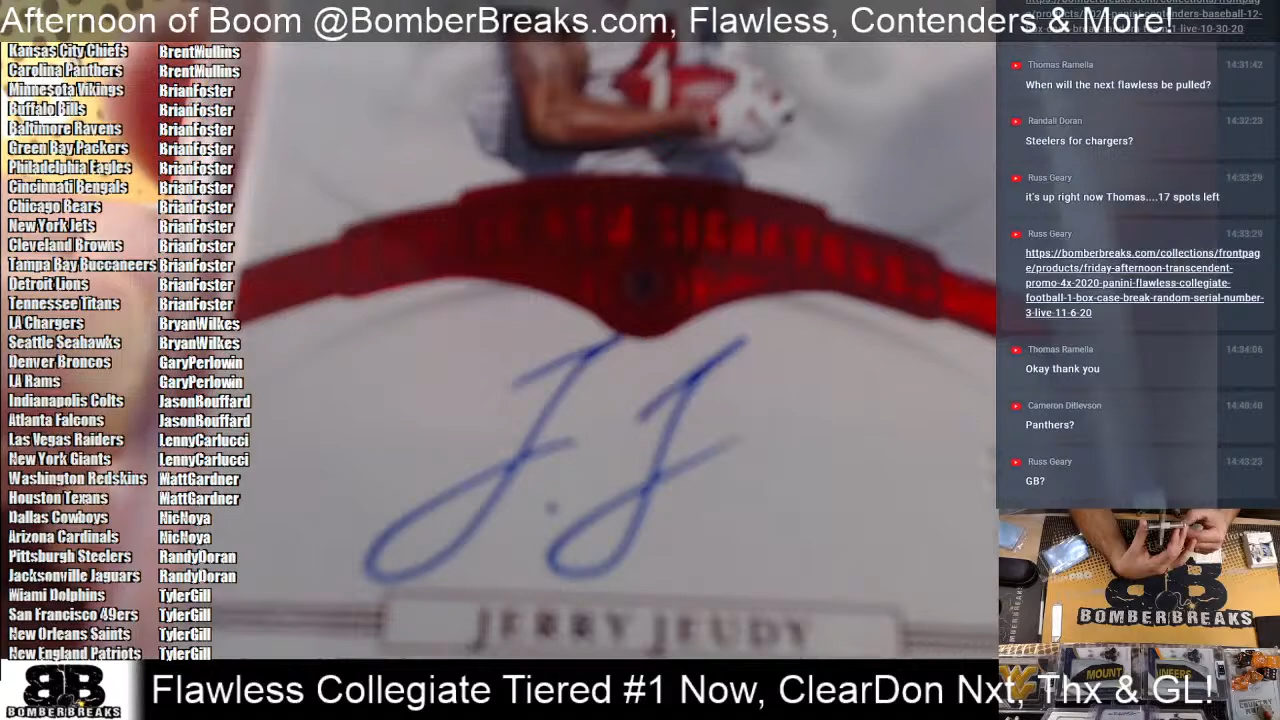 Afternoon of Boom @BomberBreaks.com, Flawless, Contenders, & More!
Kansas City Chiefs BrentMullins
Carolina Panthers BrentMullins
Minnesota Vikings BrianFoster
Buffalo Bills BrianFoster
Baltimore Ravens BrianFoster
Green Bay Packers BrianFoster
Philadelphia Eagles BrianFoster
Cincinnati Bengals BrianFoster
Chicago Bears BrianFoster
New York Jets BrianFoster
Cleveland Browns BrianFoster
Tampa Bay Buccaneers BrianFoster
Detroit Lions BrianFoster
Tennessee Titans BrianFoster
LA Chargers BryanWilkes
Seattle Seahawks BryanWilkes
Denver Broncos GaryPerlowin
LA Rams GaryPerlowin
Indianapolis Colts JasonBouffard
Atlanta Falcons JasonBouffard
Las Vegas Raiders LennyCarlucci
New York Giants LennyCarlucci
Washington Redskins MattGardner
Houston Texans MattGardner
Dallas Cowboys NicNoya
Arizona Cardinals NicNoya
Pittsburgh Steelers RandyDoran
Jacksonville Jaguars RandyDoran
Miami Dolphins TylerGill
San Francisco 49ers TylerGill
New Orleans Saints TylerGill
New England Patriots TylerGill
J.J
JERRY JEUDY
Thomas Ramella 14:31:42
When will the next flawless be pulled?
Randall Doran 14:32:23
Steelers for chargers?
Russ Geary 14:33:29
it's up right now Thomas....17 spots left
Russ Geary 14:33:29
https://bomberbreaks.com/collections/frontpag
e/products/friday-afternoon-transcendent-
promo-4x-2020-panini-flawless-collegiate-
football-1-box-case-break-random-serial-number-
3-live-11-6-20
Thomas Ramella 14:34:06
Okay thank you
Cameron Ditlevson 14:40:40
Panthers?
Russ Geary 14:43:23
GB?
BOMBERBREAKS
MOUNT
BB
BOMBERBREAKS
Flawless Collegiate Tiered #1 Now, ClearDon Nxt, Thx & GL!